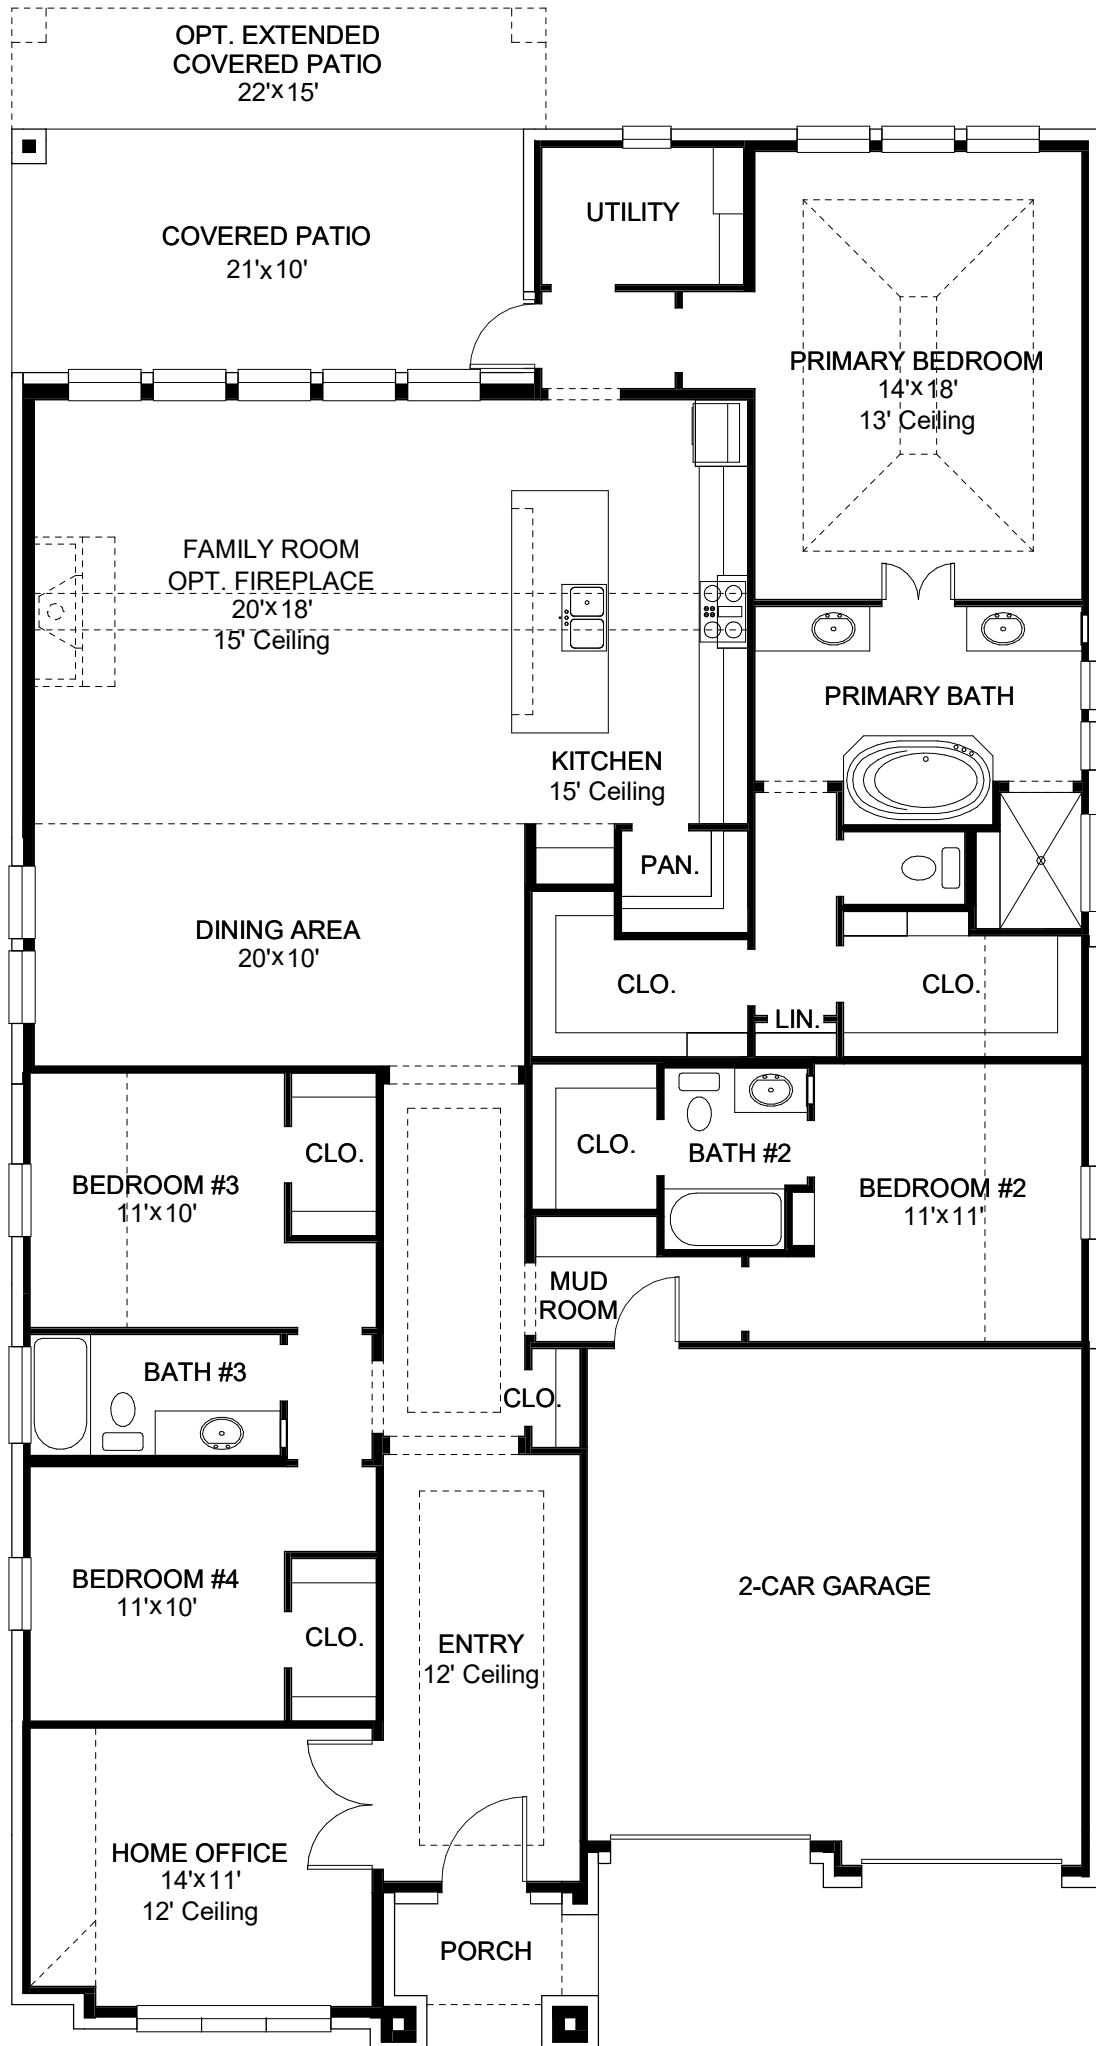 OPT. EXTENDED
COVERED PATIO
22'x15'
COVERED PATIO
21'x10'
UTILITY
PRIMARY BEDROOM
14'x18'
13' Ceiling
FAMILY ROOM
OPT. FIREPLACE
20'x18'
15' Ceiling
PRIMARY BATH
KITCHEN
15' Ceiling
PAN.
DINING AREA
20'x10'
CLO.
CLO.
LIN.
CLO.
CLO.
BATH #2
BEDROOM #3
11'x10'
BEDROOM #2
11'x11'
MUD
ROOM
BATH #3
CLO.
BEDROOM #4
11'x10'
2-CAR GARAGE
CLO.
ENTRY
12' Ceiling
HOME OFFICE
14'x11'
12' Ceiling
PORCH